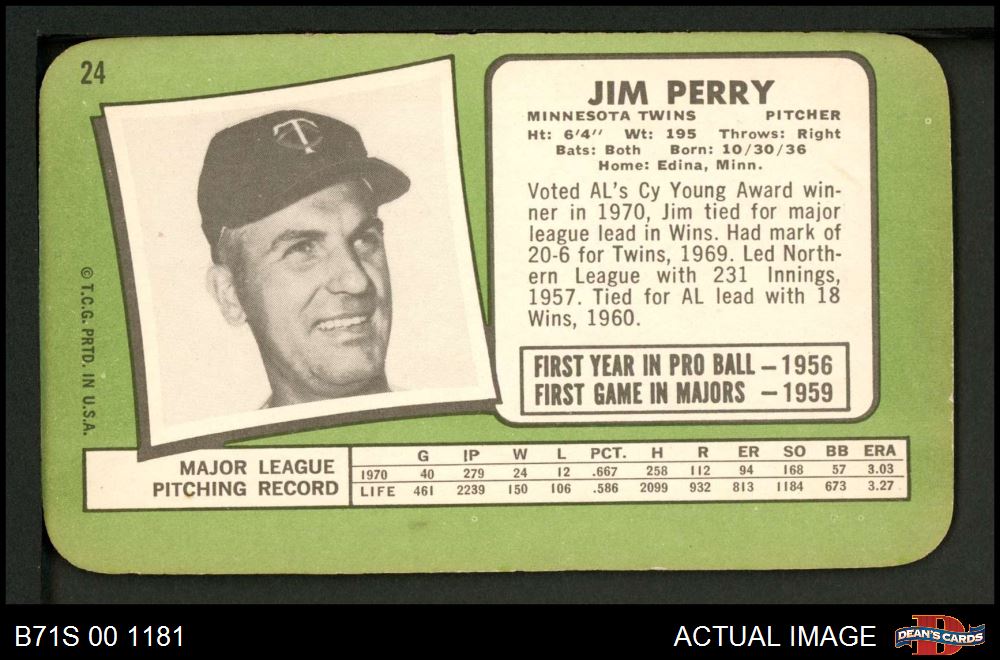 24
JIM PERRY
MINNESOTA TWINS PITCHER
Ht: 6'4" Wt: 195 Throws: Right
Bats: Both Born: 10/30/36
Home: Edina, Minn.
Voted AL's Cy Young Award win-
ner in 1970, Jim tied for major
league lead in Wins. Had mark of
20-6 for Twins, 1969. Led North-
ern League with 231 Innings,
1957. Tied for AL lead with 18
Wins, 1960.
FIRST YEAR IN PRO BALL – 1956
FIRST GAME IN MAJORS – 1959
© T.C.G. PRTD. IN U.S.A.
MAJOR LEAGUE
PITCHING RECORD
G IP W L PCT. H R ER SO BB ERA
1970 40 279 24 12 .667 258 112 94 168 57 3.03
LIFE 461 2239 150 106 .586 2099 932 813 1184 673 3.27
B71S 00 1181
ACTUAL IMAGE
D
DEAN'S CARDS